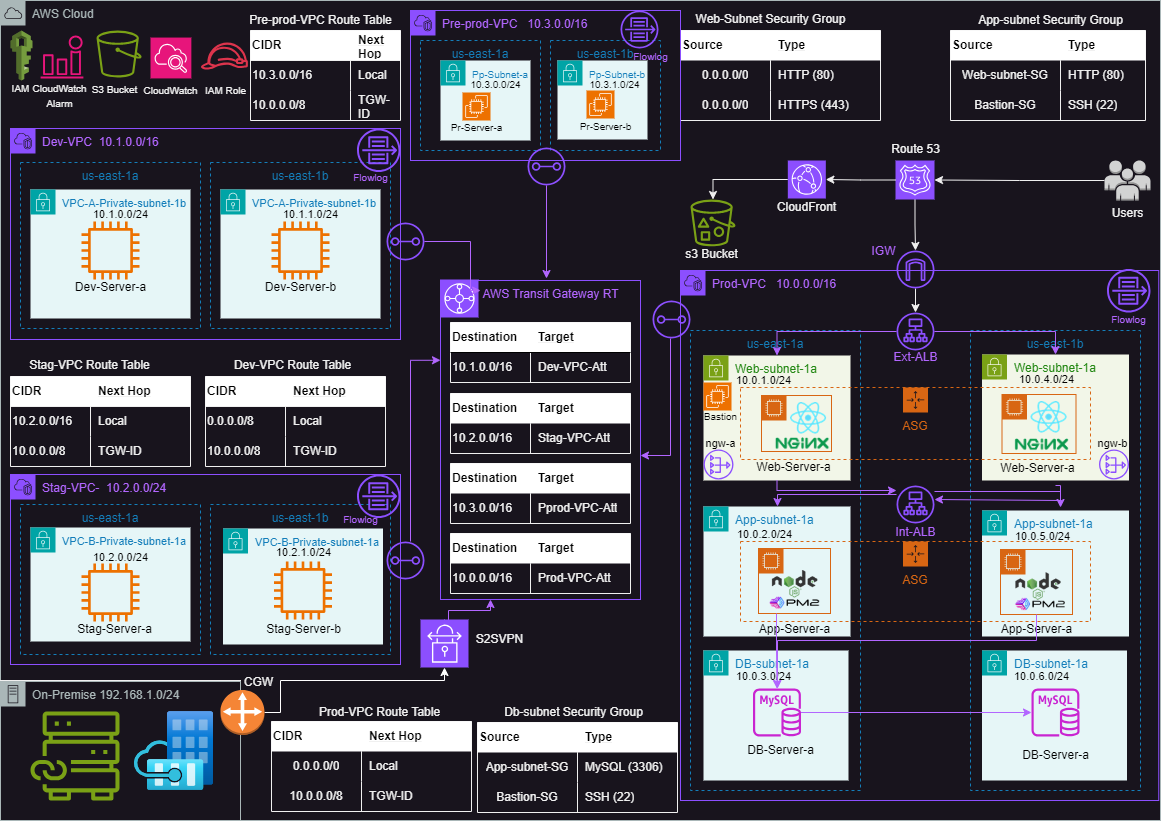 AWS Cloud
IAM
CloudWatch
Alarm
S3 Bucket
CloudWatch
IAM Role
Pre-prod-VPC Route Table
CIDR
Next
Hop
10.3.0.0/16
Local
10.0.0.0/8
TGW-
ID
Pre-prod-VPC 10.3.0.0/16
Flowlog
us-east-1a
Pp-Subnet-a
10.3.0.0/24
Pr-Server-a
us-east-1b
Pp-Subnet-b
10.3.1.0/24
Pr-Server-b
Web-Subnet Security Group
Source
Type
0.0.0.0/0
HTTP (80)
0.0.0.0/0
HTTPS (443)
App-subnet Security Group
Source
Type
Web-subnet-SG
HTTP (80)
Bastion-SG
SSH (22)
Dev-VPC 10.1.0.0/16
Flowlog
us-east-1a
VPC-A-Private-subnet-1b
10.1.0.0/24
Dev-Server-a
us-east-1b
VPC-A-Private-subnet-1b
10.1.1.0/24
Dev-Server-b
Route 53
53
CloudFront
s3 Bucket
Users
IGW
AWS Transit Gateway RT
Destination
Target
10.1.0.0/16
Dev-VPC-Att
Destination
Target
10.2.0.0/16
Stag-VPC-Att
Destination
Target
10.3.0.0/16
Pprod-VPC-Att
Destination
Target
10.0.0.0/16
Prod-VPC-Att
Stag-VPC Route Table
CIDR
Next Hop
10.2.0.0/16
Local
10.0.0.0/8
TGW-ID
Dev-VPC Route Table
CIDR
Next Hop
0.0.0.0/8
Local
10.0.0.0/8
TGW-ID
Stag-VPC- 10.2.0.0/24
Flowlog
us-east-1a
VPC-B-Private-subnet-1a
10.2.0.0/24
Stag-Server-a
us-east-1b
VPC-B-Private-subnet-1a
10.2.1.0/24
Stag-Server-b
S2SVPN
CGW
On-Premise 192.168.1.0/24
Prod-VPC Route Table
CIDR
Next Hop
0.0.0.0/0
Local
10.0.0.0/8
TGW-ID
Db-subnet Security Group
Source
Type
App-subnet-SG
MySQL (3306)
Bastion-SG
SSH (22)
Prod-VPC 10.0.0.0/16
Flowlog
Ext-ALB
us-east-1a
us-east-1b
Web-subnet-1a
10.0.1.0/24
Bastion
NGiNX
ngw-a
Web-Server-a
ASG
Web-subnet-1a
10.0.4.0/24
NGiNX
ngw-b
Web-Server-a
Int-ALB
App-subnet-1a
10.0.2.0/24
node
JS
PM2
App-Server-a
ASG
App-subnet-1a
10.0.5.0/24
node
JS
PM2
App-Server-a
DB-subnet-1a
10.0.3.0/24
MySQL
DB-Server-a
DB-subnet-1a
10.0.6.0/24
MySQL
DB-Server-a